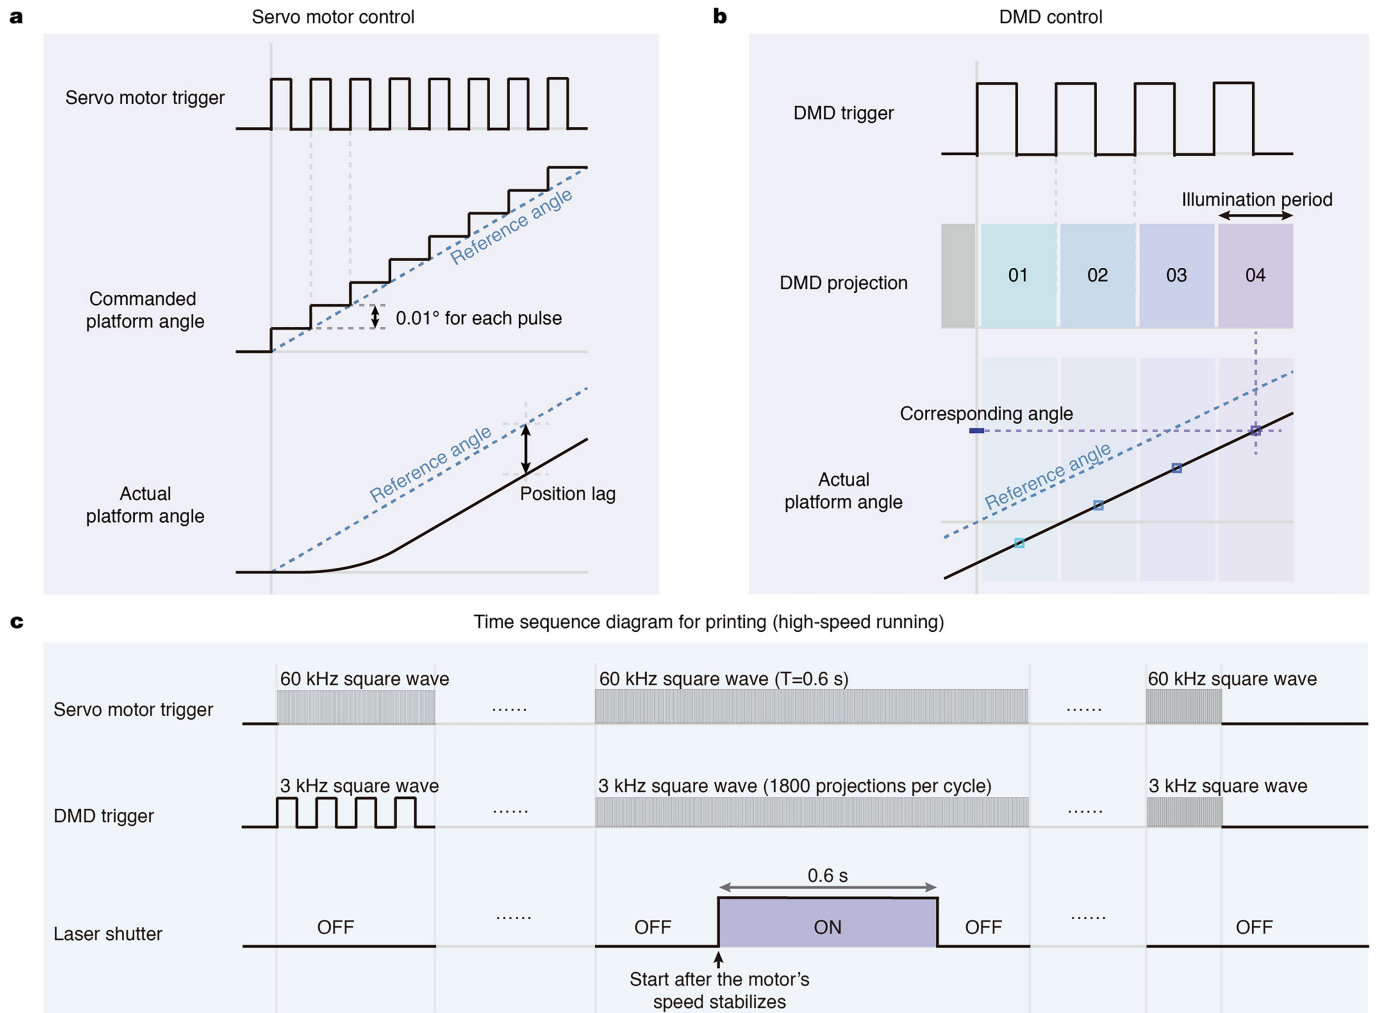 a
Servo motor control
Servo motor trigger
Reference angle
Commanded
platform angle
0.01° for each pulse
Reference angle
Actual
platform angle
Position lag
b
DMD control
DMD trigger
Illumination period
DMD projection
01
02
03
04
Corresponding angle
Reference angle
Actual
platform angle
c
Time sequence diagram for printing (high-speed running)
Servo motor trigger
60 kHz square wave
......
60 kHz square wave (T=0.6 s)
......
60 kHz square wave
DMD trigger
3 kHz square wave
......
3 kHz square wave (1800 projections per cycle)
......
3 kHz square wave
Laser shutter
OFF
......
OFF
0.6 s
ON
OFF
......
OFF
Start after the motor's
speed stabilizes